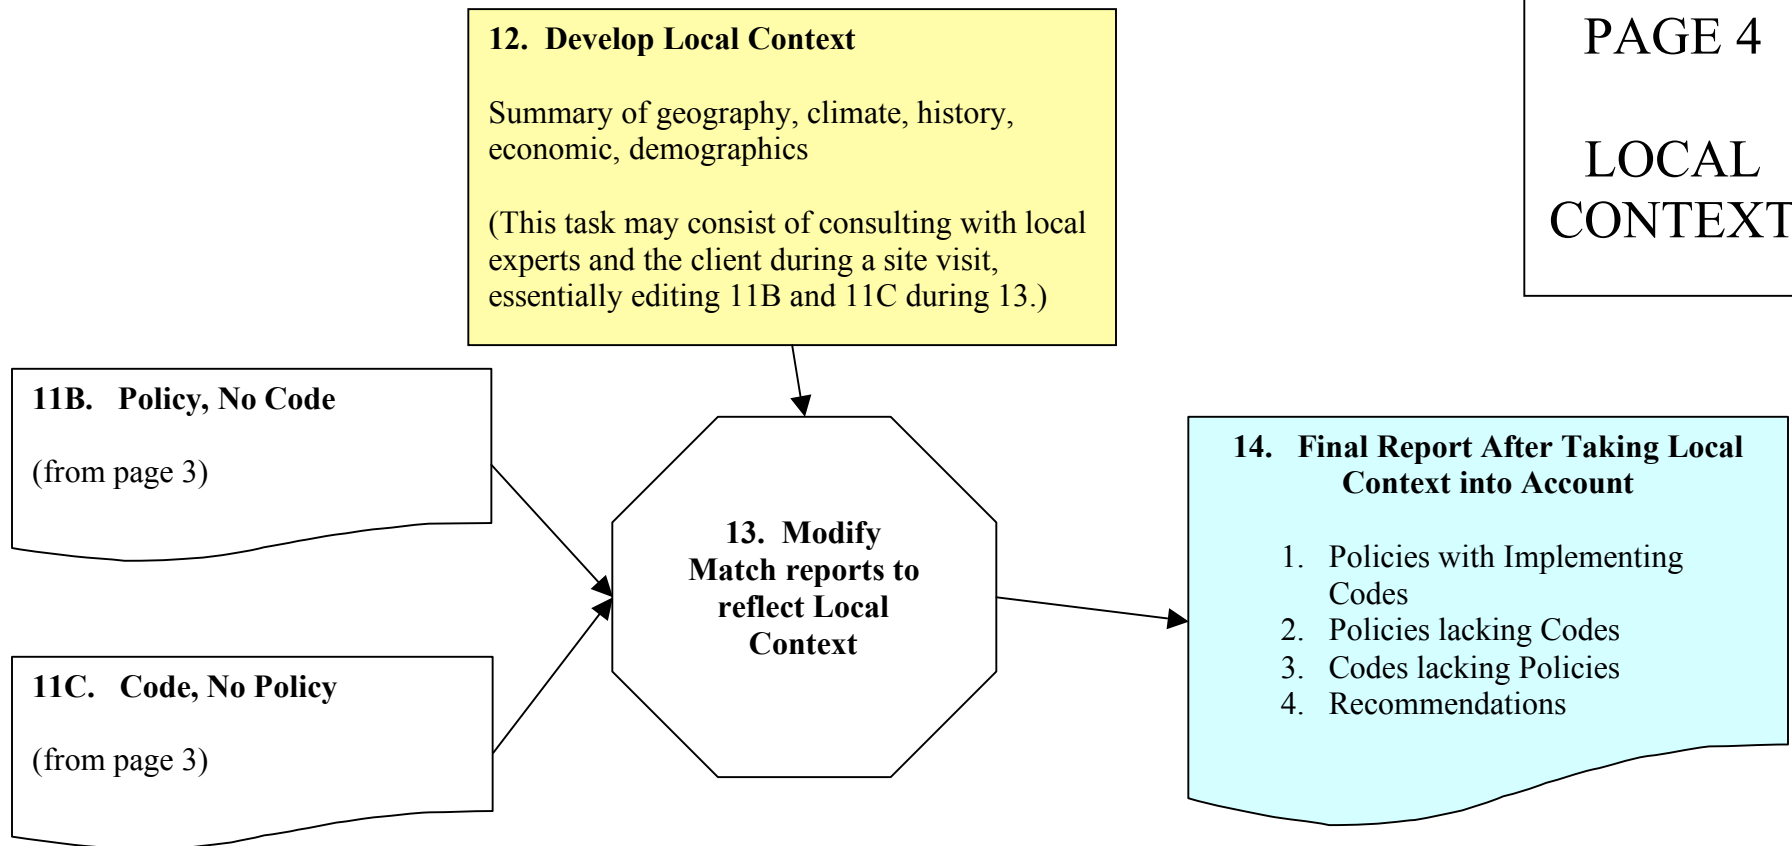 PAGE 4
LOCAL
CONTEXT
12. Develop Local Context
Summary of geography, climate, history,
economic, demographics
(This task may consist of consulting with local
experts and the client during a site visit,
essentially editing 11B and 11C during 13.)
11B. Policy, No Code
(from page 3)
11C. Code, No Policy
(from page 3)
13. Modify
Match reports to
reflect Local
Context
14. Final Report After Taking Local
Context into Account
1. Policies with Implementing
Codes
2. Policies lacking Codes
3. Codes lacking Policies
4. Recommendations